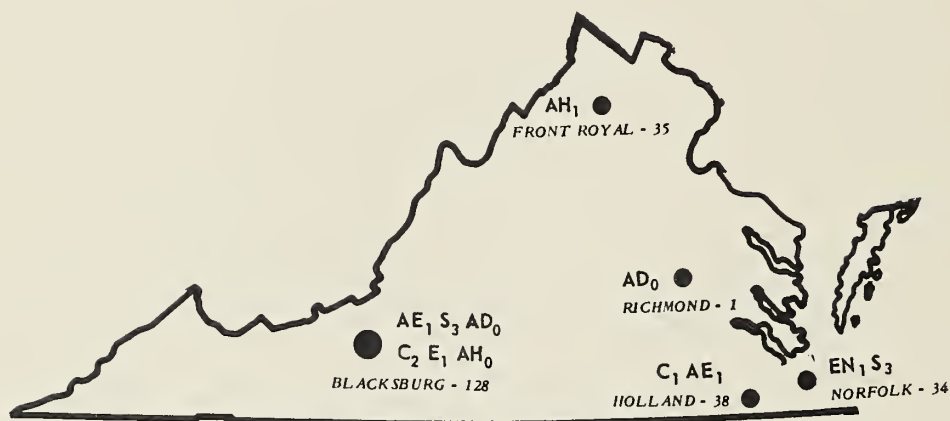 AH₁
FRONT ROYAL - 35
AD₀
RICHMOND - 1
AE₁ S₃ AD₀
C₂ E₁ AH₀
BLACKSBURG - 128
C₁ AE₁
HOLLAND - 38
EN₁ S₃
NORFOLK - 34